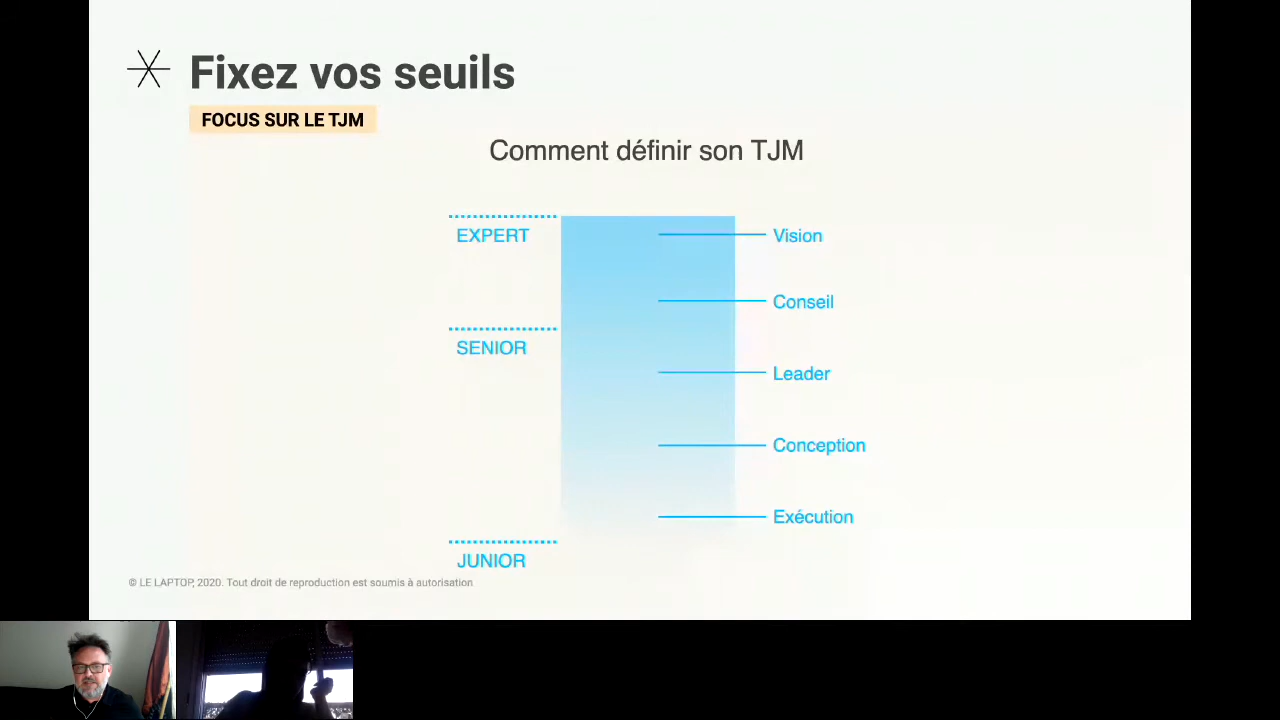 Fixez vos seuils
FOCUS SUR LE TJM
Comment définir son TJM
EXPERT
Vision
Conseil
SENIOR
Leader
Conception
Exécution
JUNIOR
© LE LAPTOP, 2020. Tout droit de reproduction est soumis à autorisation